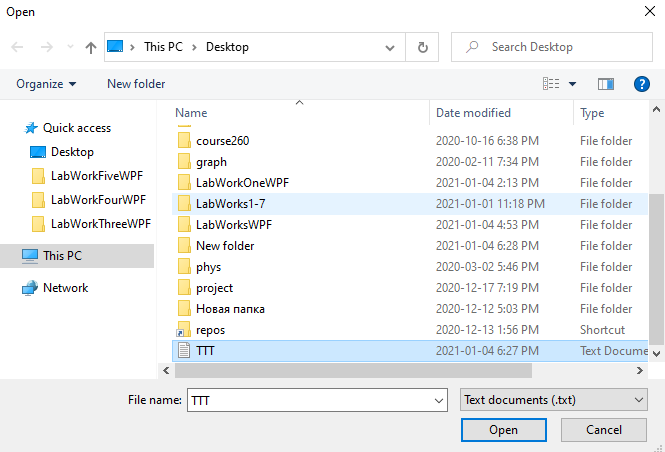 Open
This PC > Desktop
Search Desktop
Organize
New folder
Name Date modified Type
Quick access
Desktop
LabWorkFiveWPF
LabWorkFourWPF
LabWorkThreeWPF
This PC
Network
course260 2020-10-16 6:38 PM File folder
graph 2020-02-11 7:34 PM File folder
LabWorkOneWPF 2021-01-04 2:13 PM File folder
LabWorks1-7 2021-01-01 11:18 PM File folder
LabWorksWPF 2021-01-04 4:53 PM File folder
New folder 2021-01-04 6:28 PM File folder
phys 2020-03-02 5:46 PM File folder
project 2020-12-17 7:19 PM File folder
Новая папка 2020-12-12 5:03 PM File folder
repos 2020-12-13 1:56 PM Shortcut
TTT 2021-01-04 6:27 PM Text Docume
File name: TTT
Text documents (.txt)
Open Cancel